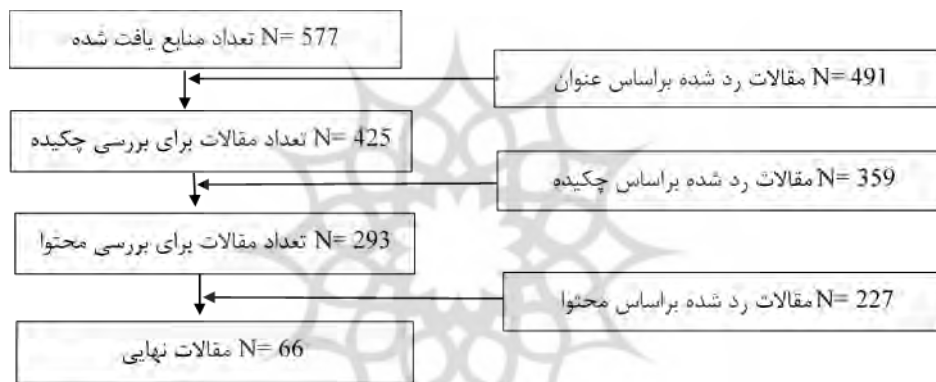 تعداد منابع یافت شده N= 577
مقالات رد شده براساس عنوان N= 491
تعداد مقالات برای بررسی چکیده N= 425
مقالات رد شده براساس چکیده N= 359
تعداد مقالات برای بررسی محتوا N= 293
مقالات رد شده براساس محتوا N= 227
مقالات نهایی N= 66